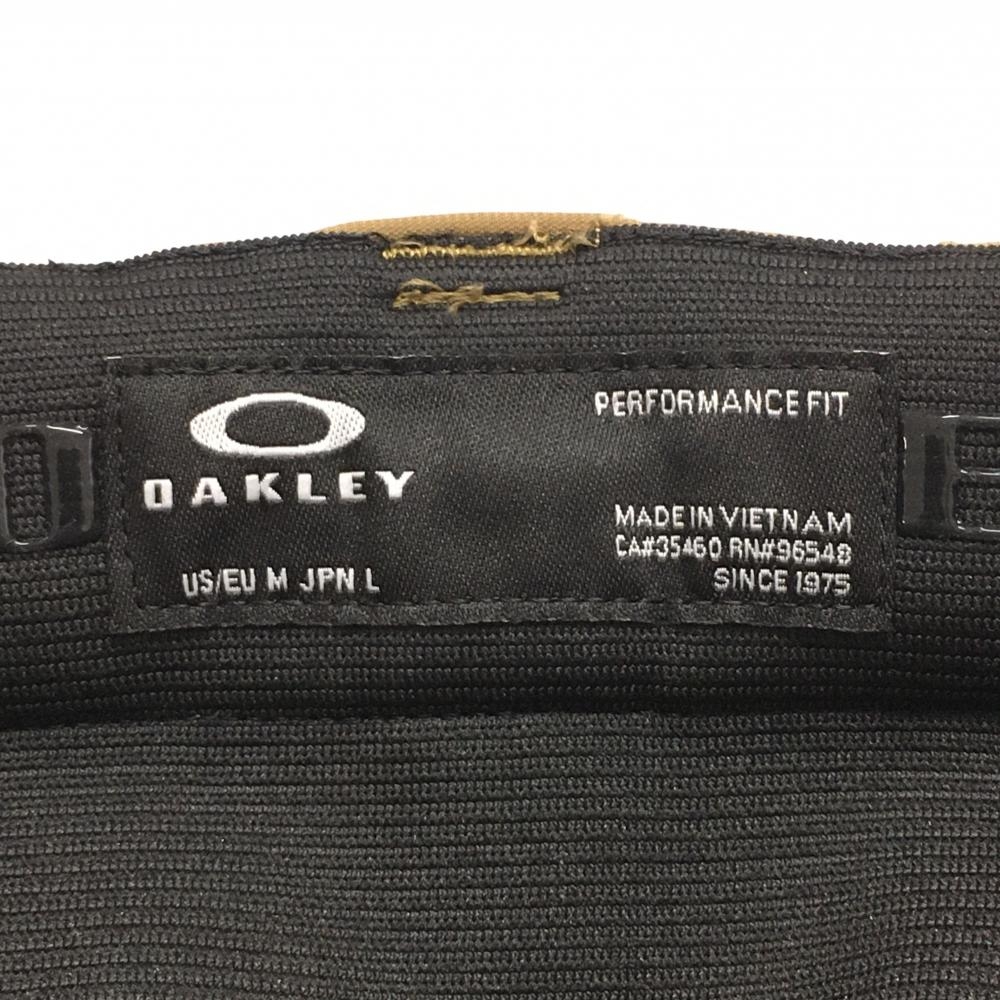 OAKLEY
US/EU M JPN L
PERFORMANCE FIT
MADE IN VIETNAM
CA#35460 RN#96548
SINCE 1975